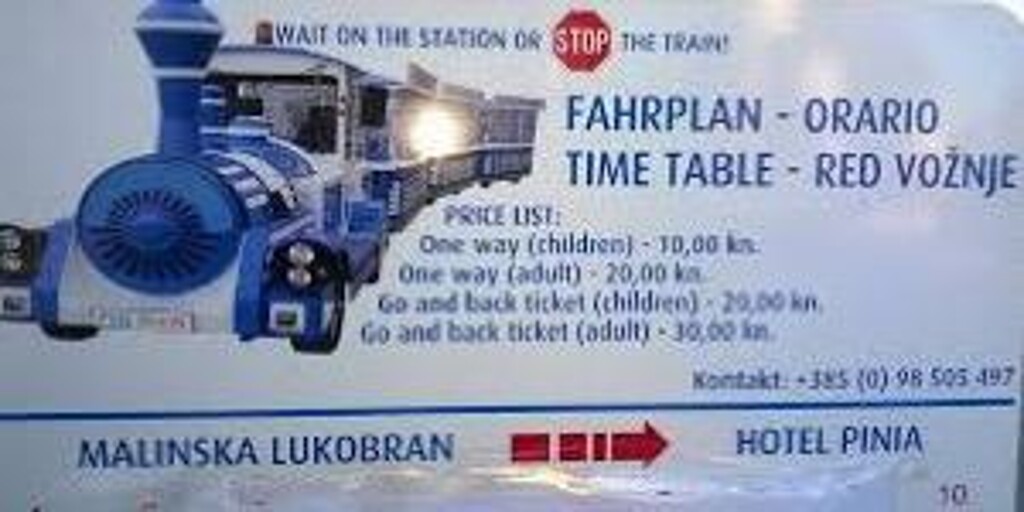 WAIT ON THE STATION OR STOP THE TRAIN!
FAHRPLAN - ORARIO
TIME TABLE - RED VOŽNJE
PRICE LIST:
One way (children) - 10,00 kn.
One way (adult) - 20,00 kn.
Go and back ticket (children) - 20,00 kn.
Go and back ticket (adult) - 30,00 kn.
Kontakt: +385 (0) 98 505 497
MALINSKA LUKOBRAN HOTEL PINIA
10